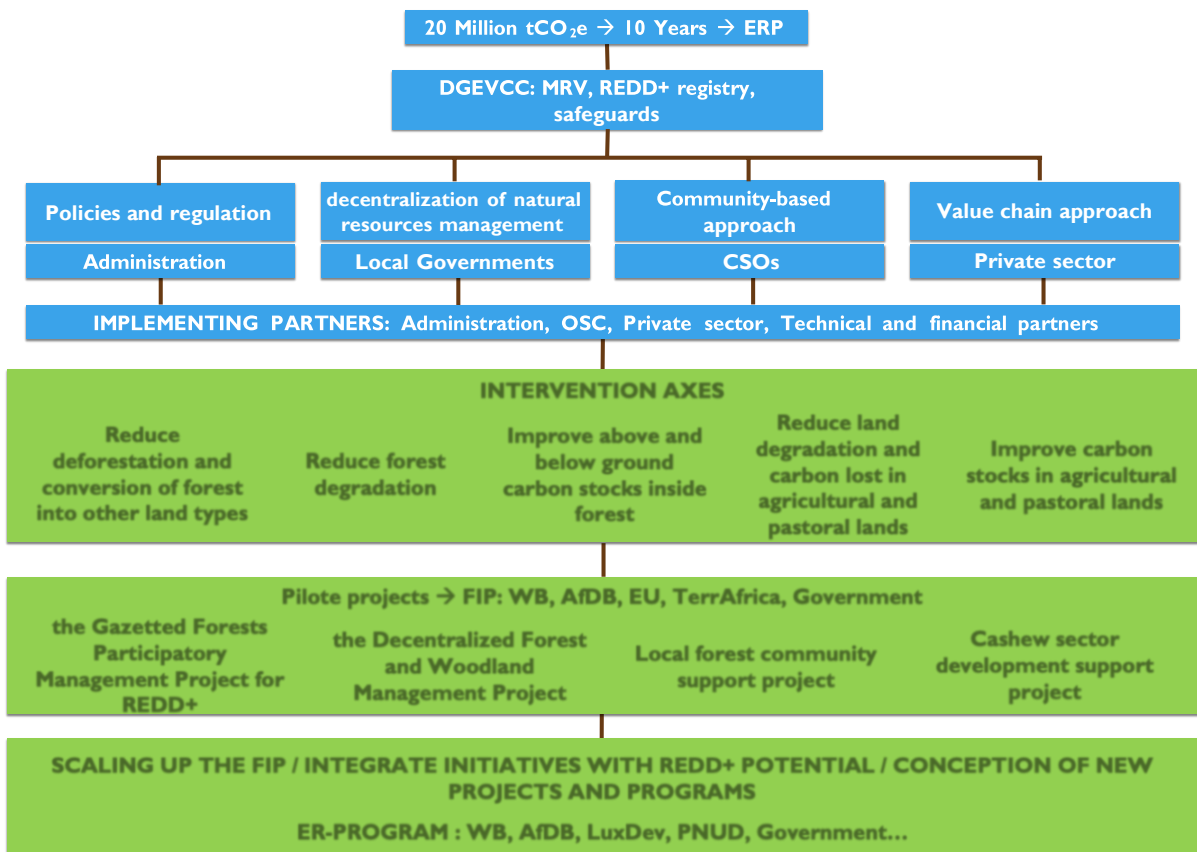 20 Million tCO₂e → 10 Years → ERP
DGEVCC: MRV, REDD+ registry,
safeguards
Policies and regulation
Administration
decentralization of natural
resources management
Local Governments
Community-based
approach
CSOs
Value chain approach
Private sector
IMPLEMENTING PARTNERS: Administration, OSC, Private sector, Technical and financial partners
INTERVENTION AXES
Reduce
deforestation and
conversion of forest
into other land types
Reduce forest
degradation
Improve above and
below ground
carbon stocks inside
forest
Reduce land
degradation and
carbon lost in
agricultural and
pastoral lands
Improve carbon
stocks in agricultural
and pastoral lands
Pilote projects → FIP: WB, AfDB, EU, TerrAfrica, Government
the Gazetted Forests
Participatory
Management Project for
REDD+
the Decentralized Forest
and Woodland
Management Project
Local forest community
support project
Cashew sector
development support
project
SCALING UP THE FIP / INTEGRATE INITIATIVES WITH REDD+ POTENTIAL / CONCEPTION OF NEW
PROJECTS AND PROGRAMS
ER-PROGRAM : WB, AfDB, LuxDev, PNUD, Government...